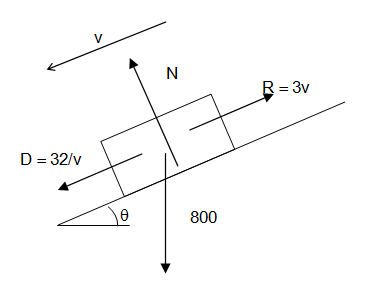 v
N
R = 3v
D = 32/v
θ
800